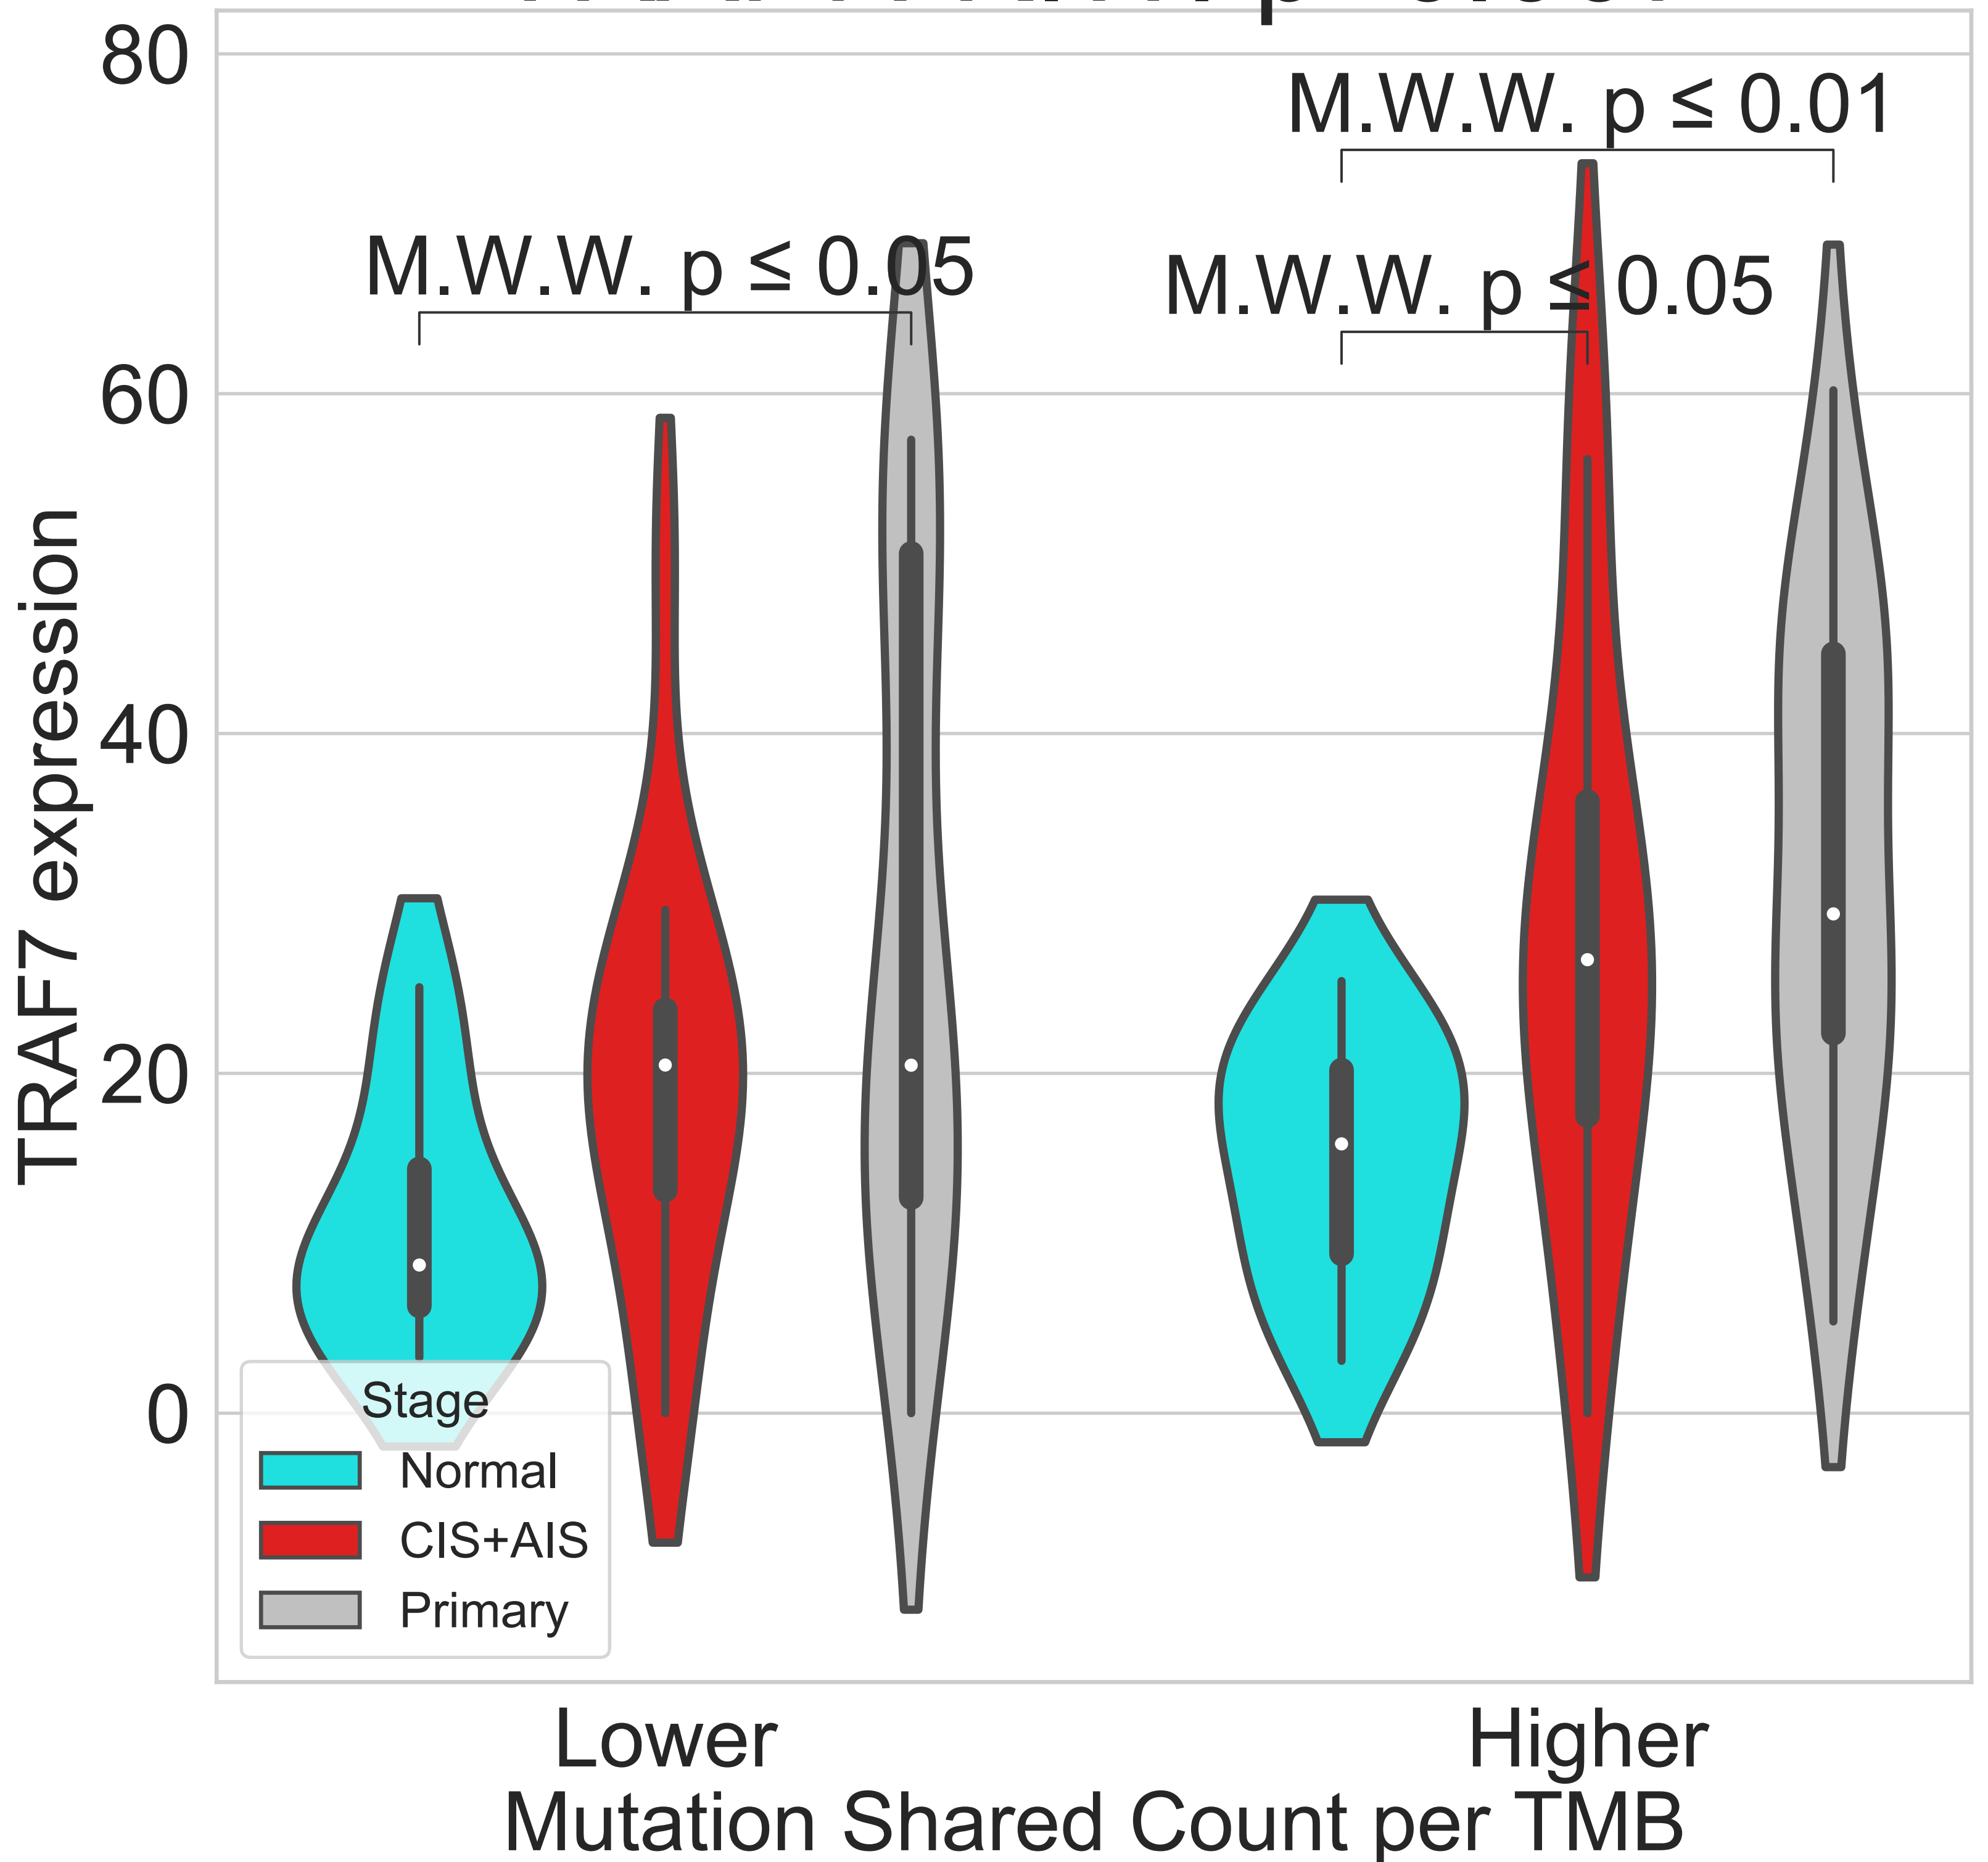 80
60
40
20
0
TRAF7 expression
M.W.W. p ≤ 0.01
M.W.W. p ≤ 0.05
M.W.W. p ≤ 0.05
Stage
Normal
CIS+AIS
Primary
Lower
Higher
Mutation Shared Count per TMB